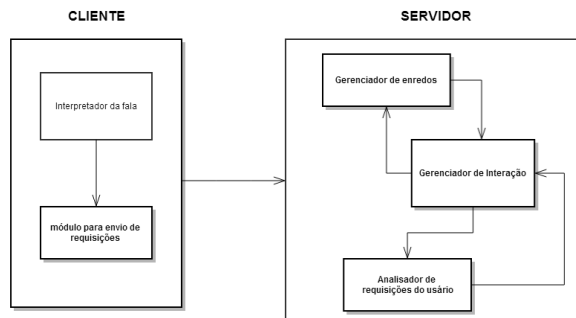 CLIENTE
SERVIDOR
Interpretador da fala
módulo para envio de
requisições
Gerenciador de enredos
Gerenciador de Interação
Analisador de
requisições do usário